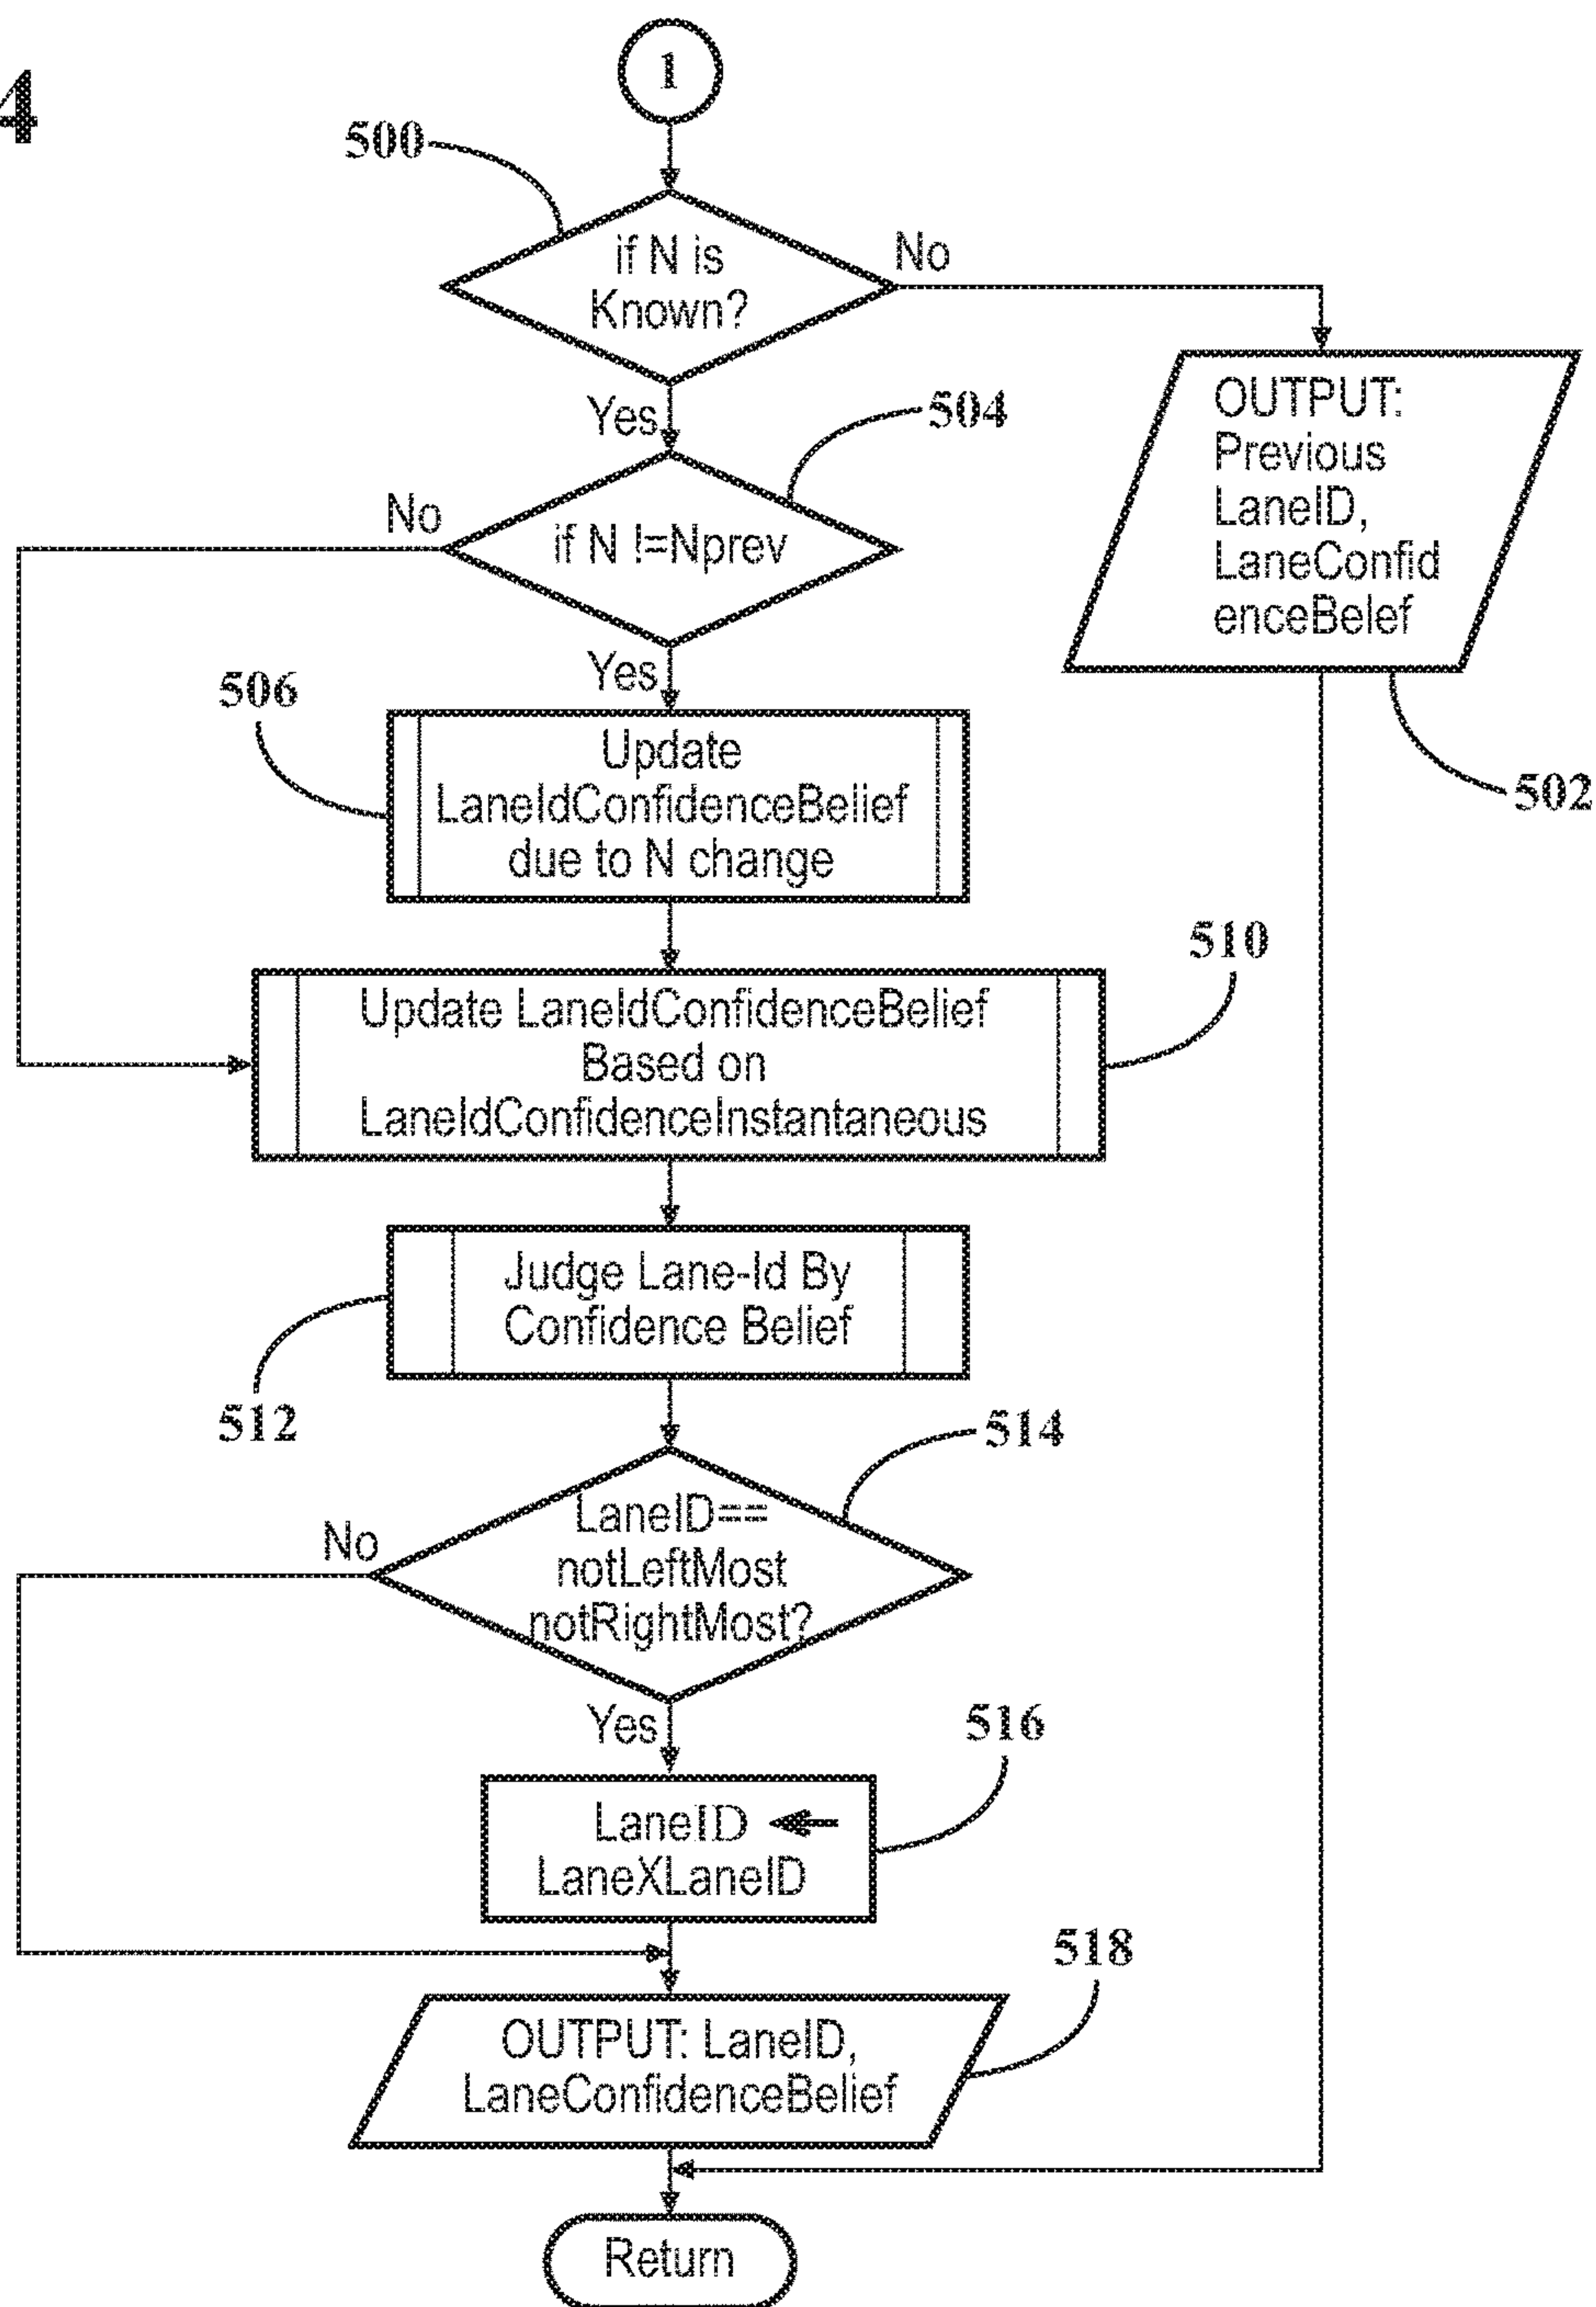 4
1
500
if N is
Known?
No
Yes
504
OUTPUT:
Previous
LaneID,
LaneConfid
enceBelef
No
if N !=Nprev
Yes
506
502
Update
LaneIdConfidenceBelief
due to N change
510
Update LaneIdConfidenceBelief
Based on
LaneIdConfidenceInstantaneous
Judge Lane-Id By
Confidence Belief
512
514
No
LaneID==
notLeftMost
notRightMost?
Yes
516
LaneID ←
LaneXLaneID
518
OUTPUT: LaneID,
LaneConfidenceBelief
Return